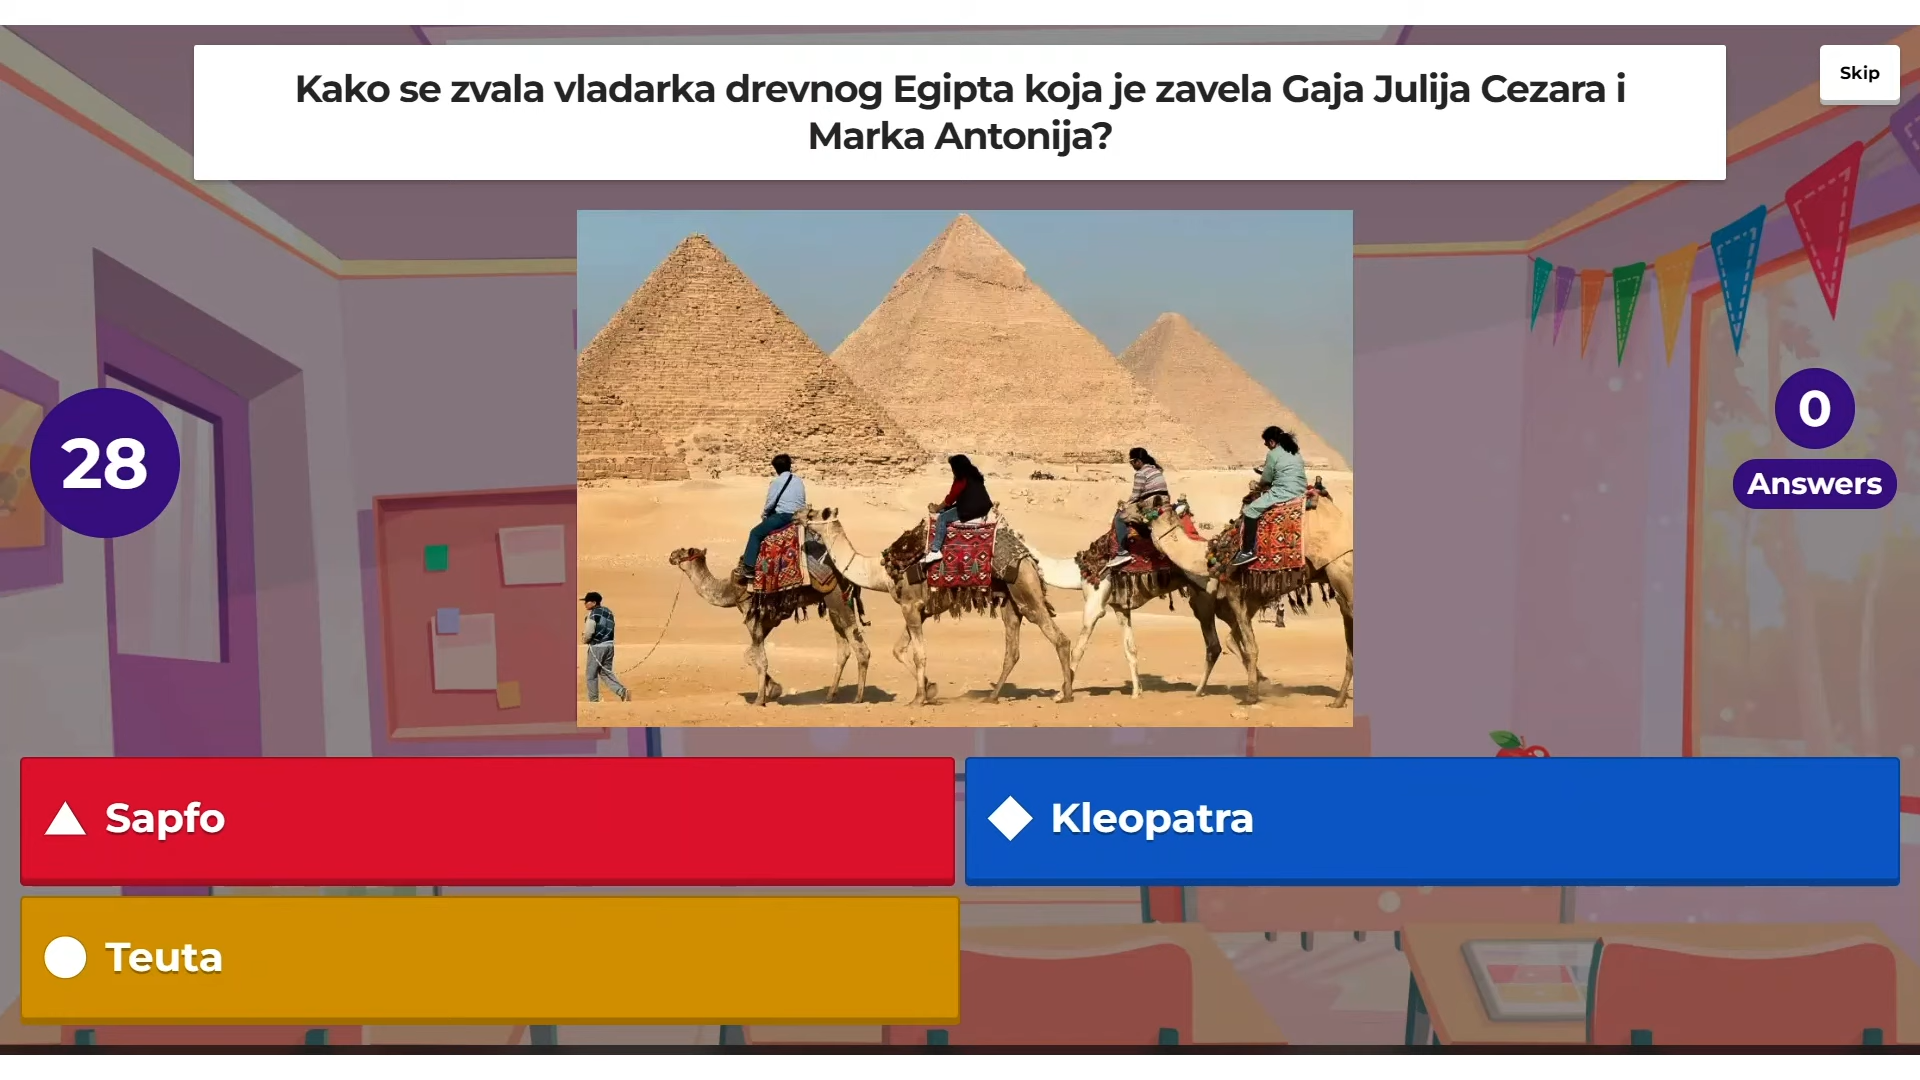 Kako se zvala vladarka drevnog Egipta koja je zavela Gaja Julija Cezara i
Marka Antonija?
Skip
28
0
Answers
Sapfo
Kleopatra
Teuta